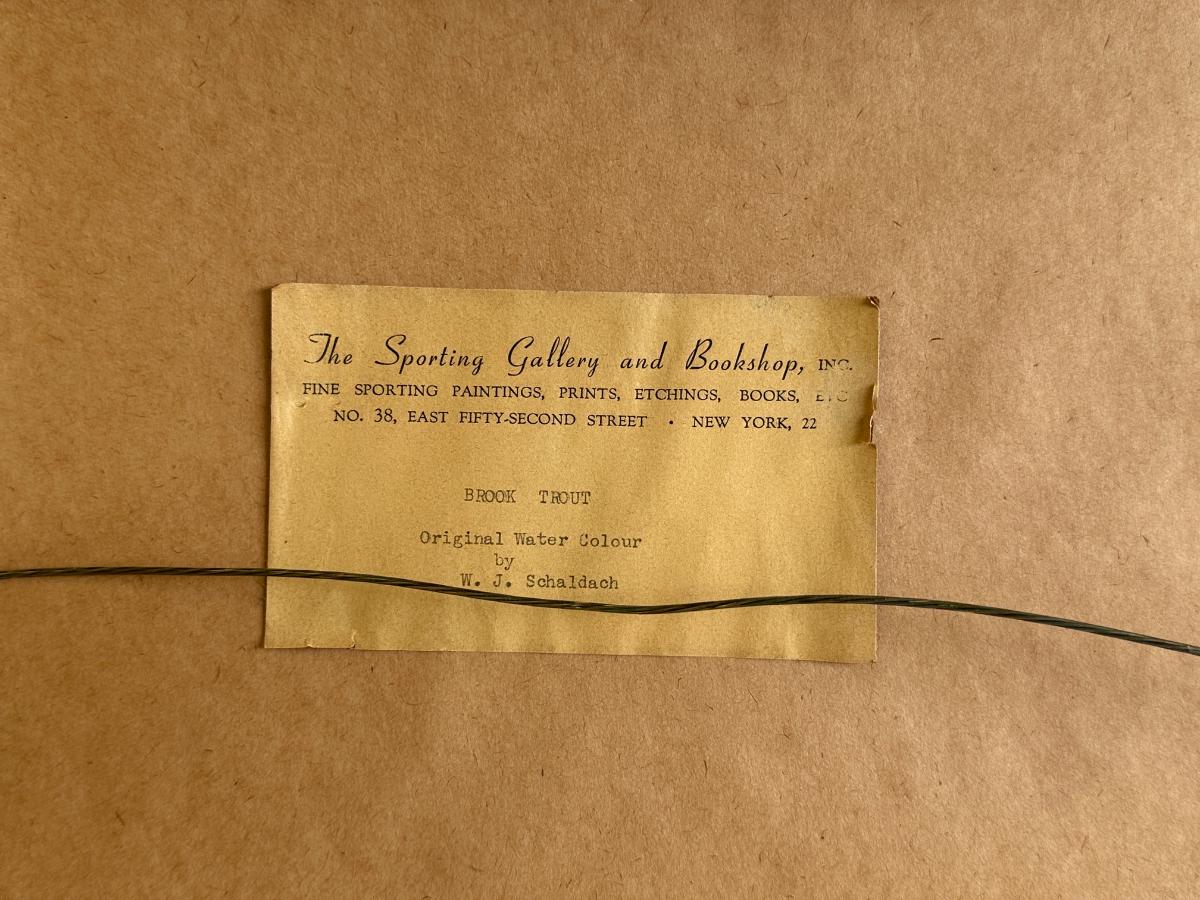 The Sporting Gallery and Bookshop, INC.
FINE SPORTING PAINTINGS, PRINTS, ETCHINGS, BOOKS, ETC
NO. 38, EAST FIFTY-SECOND STREET • NEW YORK, 22
BROOK TROUT
Original Water Colour
by
W. J. Schaldach